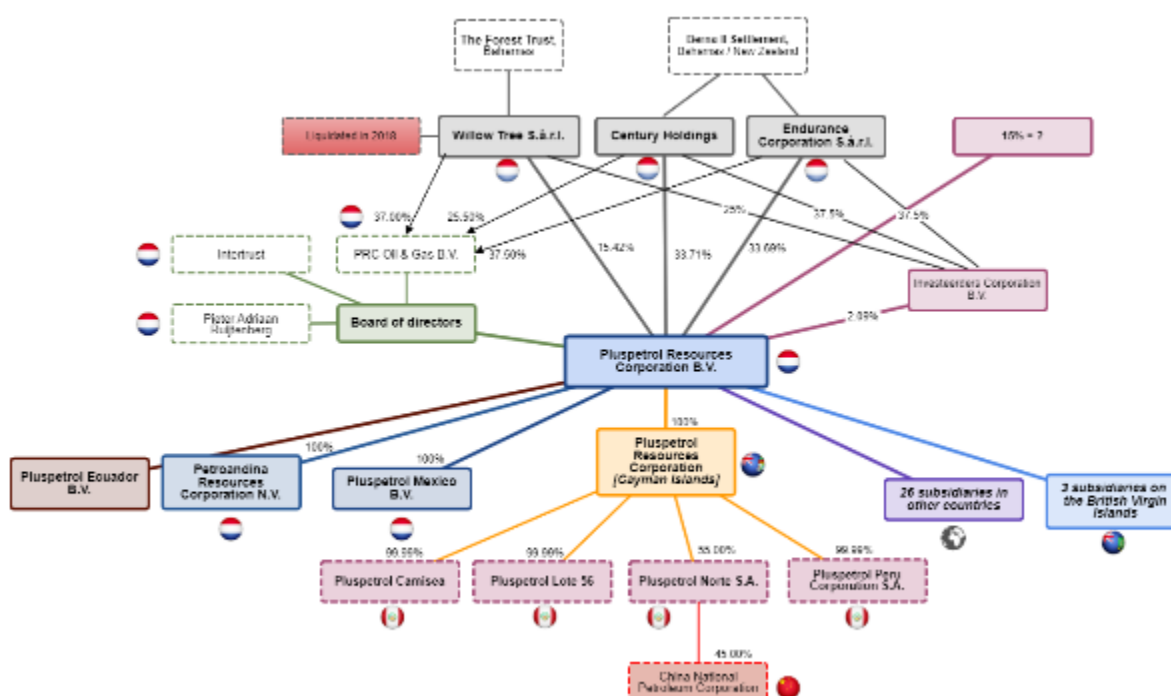 The Forest Trust,
Bahamas
II Settlement,
Bahamas / New Zealand
Liquidated in 2018
Willow Tree S.à.r.l.
Century Holdings
Endurance
Corporation S.à.r.l.
15% = ?
37.00%
25.50%
25%
37.5%
37.5%
Intertrust
PRC Oil & Gas B.V.
37.50%
15.42%
33.71%
33.69%
Investeerders Corporation
B.V.
Pieter Adriaan
Ruijtenberg
Board of directors
2.09%
Pluspetrol Resources
Corporation B.V.
100%
100%
100%
Pluspetrol Ecuador
B.V.
Petroandina
Resources
Corporation N.V.
Pluspetrol Mexico
B.V.
Pluspetrol
Resources
Corporation
[Cayman Islands]
26 subsidiaries in
other countries
3 subsidiaries on
the British Virgin
Islands
99.99%
99.99%
55.00%
99.99%
Pluspetrol Camisea
Pluspetrol Lote 56
Pluspetrol Norte S.A.
Pluspetrol Peru
Corporation S.A.
45.00%
China National
Petroleum Corporation